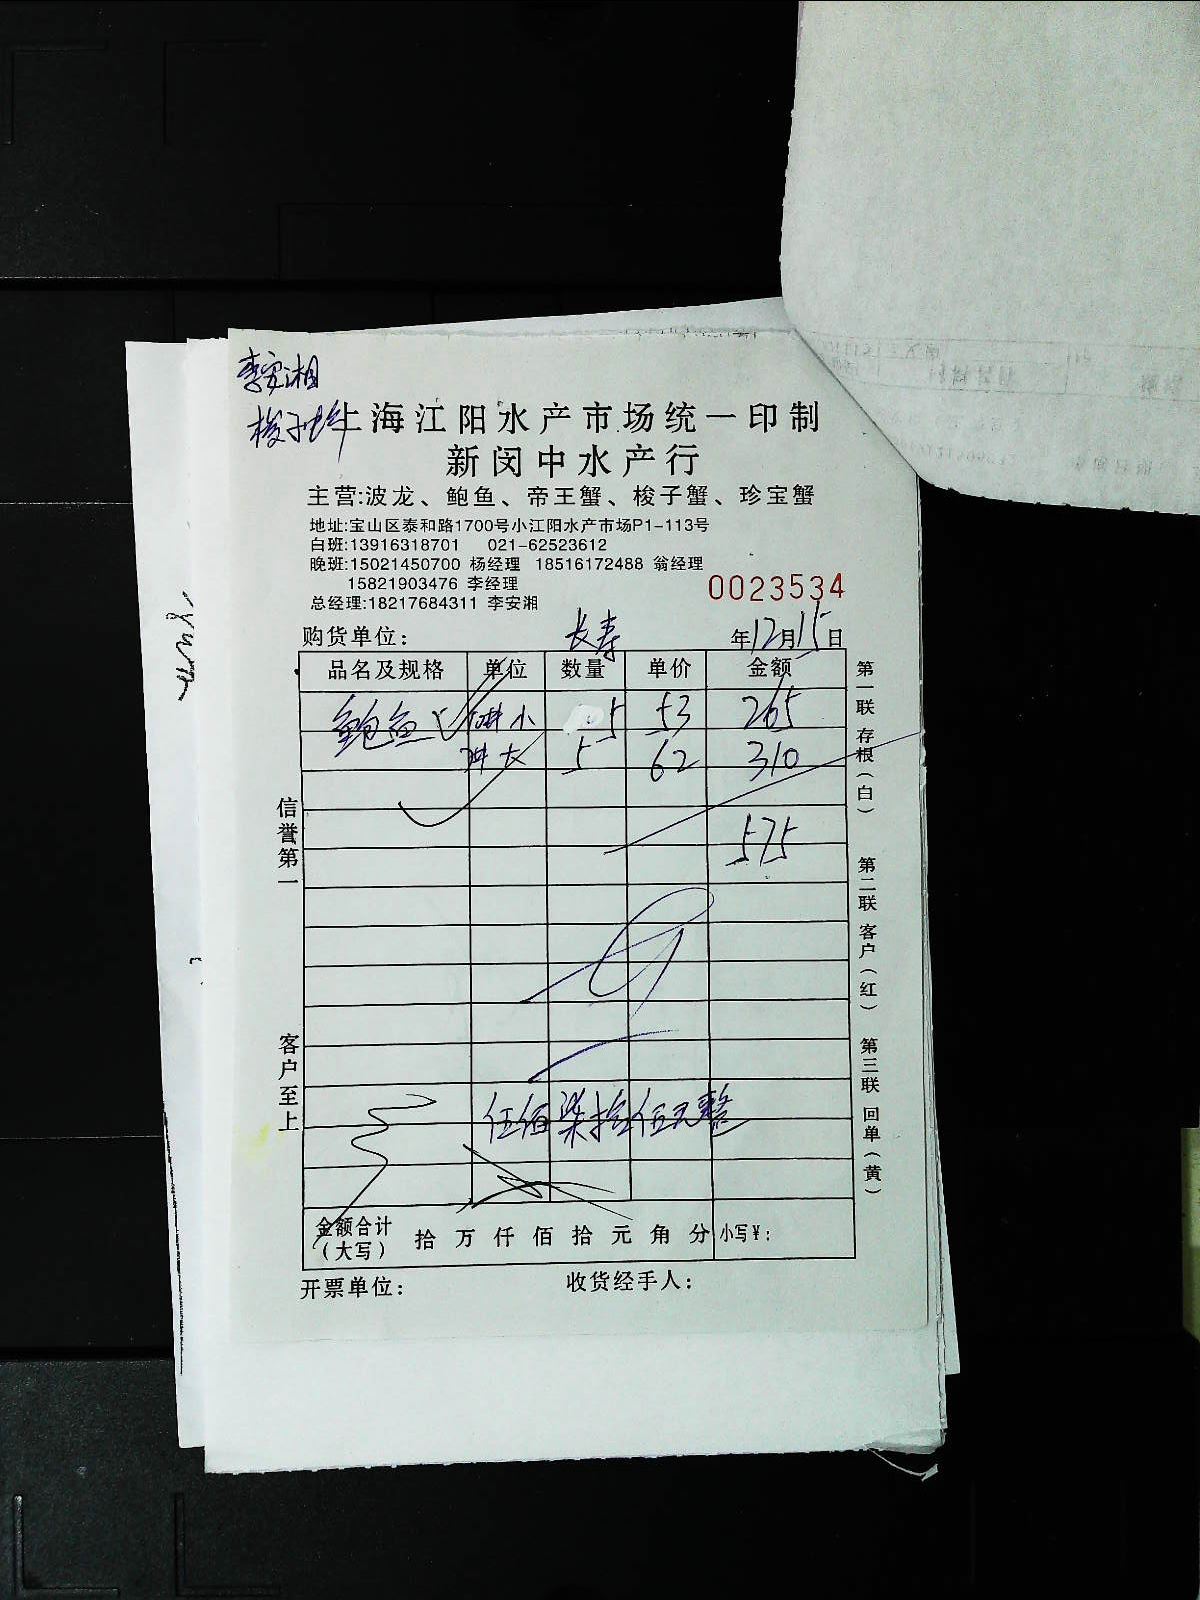 李安湘
梭子蟹
上海江阳水产市场统一印制
新闵中水产行
主营:波龙、鲍鱼、帝王蟹、梭子蟹、珍宝蟹
地址:宝山区泰和路1700号小江阳水产市场P1-113号
白班:13916318701 021-62523612
晚班:15021450700 杨经理 18516172488 翁经理
15821903476 李经理
总经理:18217684311 李安湘
0023534
购货单位: 长寿 年12月15日
品名及规格 单位 数量 单价 金额
鲍鱼 小 5 53 265
大 5 62 310
575
伍佰柒拾伍元整
金额合计(大写) 拾 万 仟 佰 拾 元 角 分 小写¥:
开票单位: 收货经手人:
信誉第一
客户至上
第一联 存根(白)
第二联 客户(红)
第三联 回单(黄)